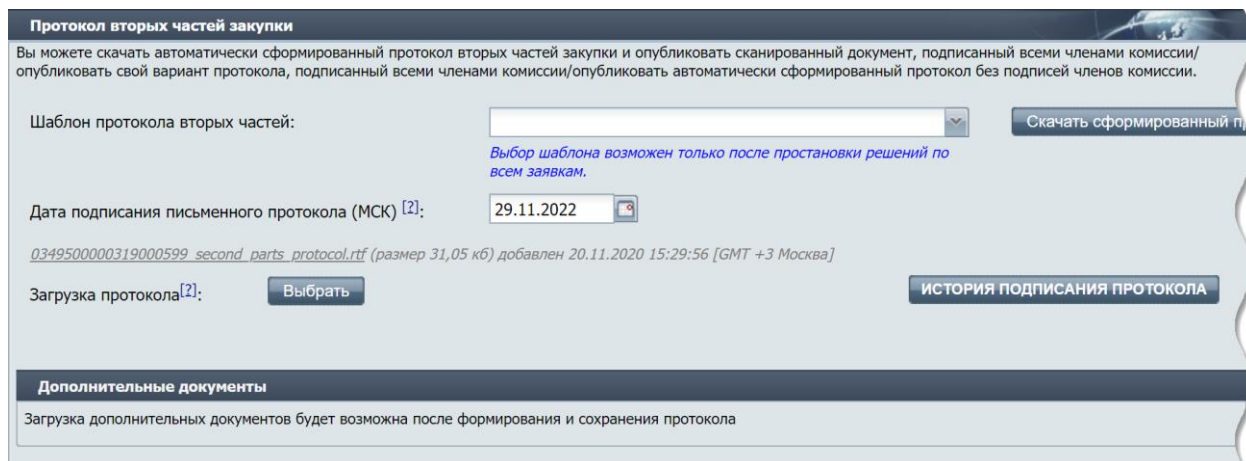 Протокол вторых частей закупки
Вы можете скачать автоматически сформированный протокол вторых частей закупки и опубликовать сканированный документ, подписанный всеми членами комиссии/
опубликовать свой вариант протокола, подписанный всеми членами комиссии/опубликовать автоматически сформированный протокол без подписей членов комиссии.
Шаблон протокола вторых частей:
Скачать сформированный
Выбор шаблона возможен только после простановки решений по
всем заявкам.
Дата подписания письменного протокола (МСК) [?]: 29.11.2022
0349500000319000599_second_parts_protocol.rtf (размер 31,05 кб) добавлен 20.11.2020 15:29:56 [GMT +3 Москва]
Загрузка протокола[?]: Выбрать ИСТОРИЯ ПОДПИСАНИЯ ПРОТОКОЛА
Дополнительные документы
Загрузка дополнительных документов будет возможна после формирования и сохранения протокола